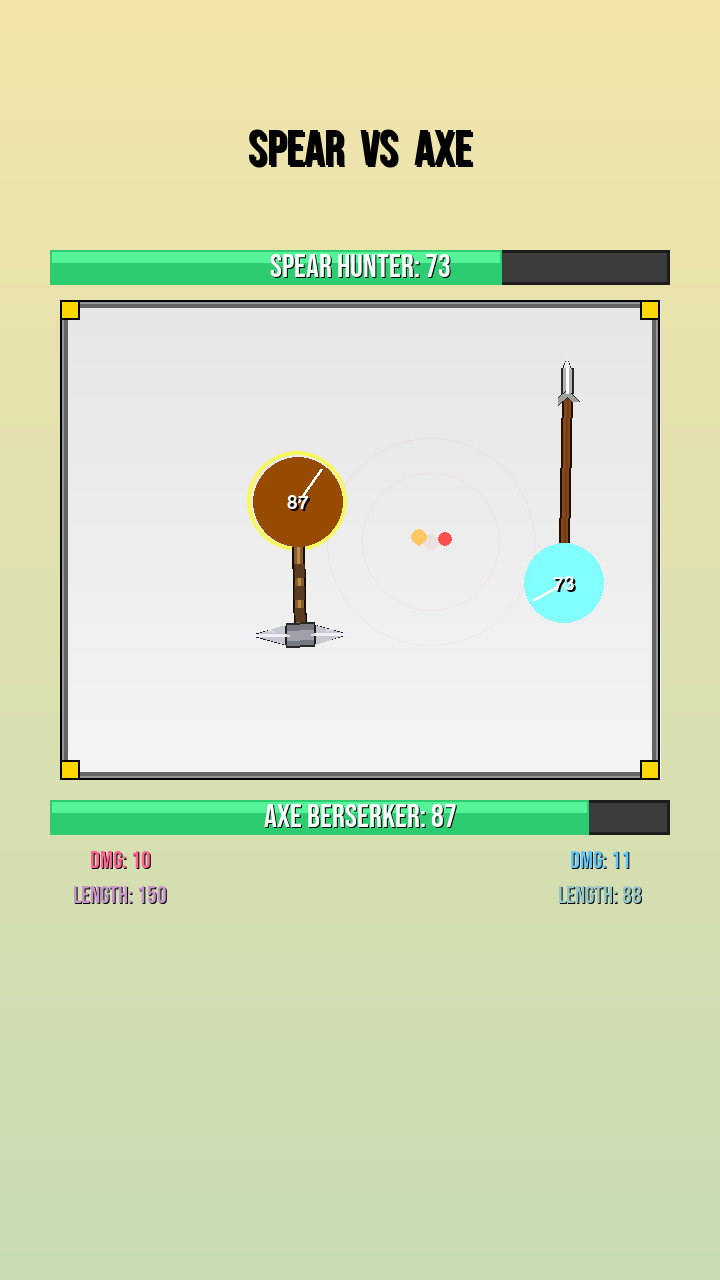 SPEAR VS AXE
SPEAR HUNTER: 73
87
73
AXE BERSERKER: 87
DMG: 10
DMG: 11
LENGTH: 150
LENGTH: 88